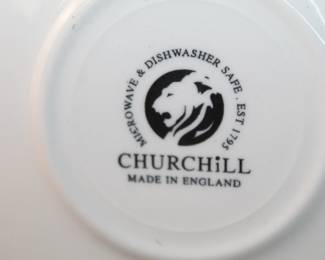 MICROWAVE & DISHWASHER SAFE . EST 1795
CHURCHiLL
MADE IN ENGLAND